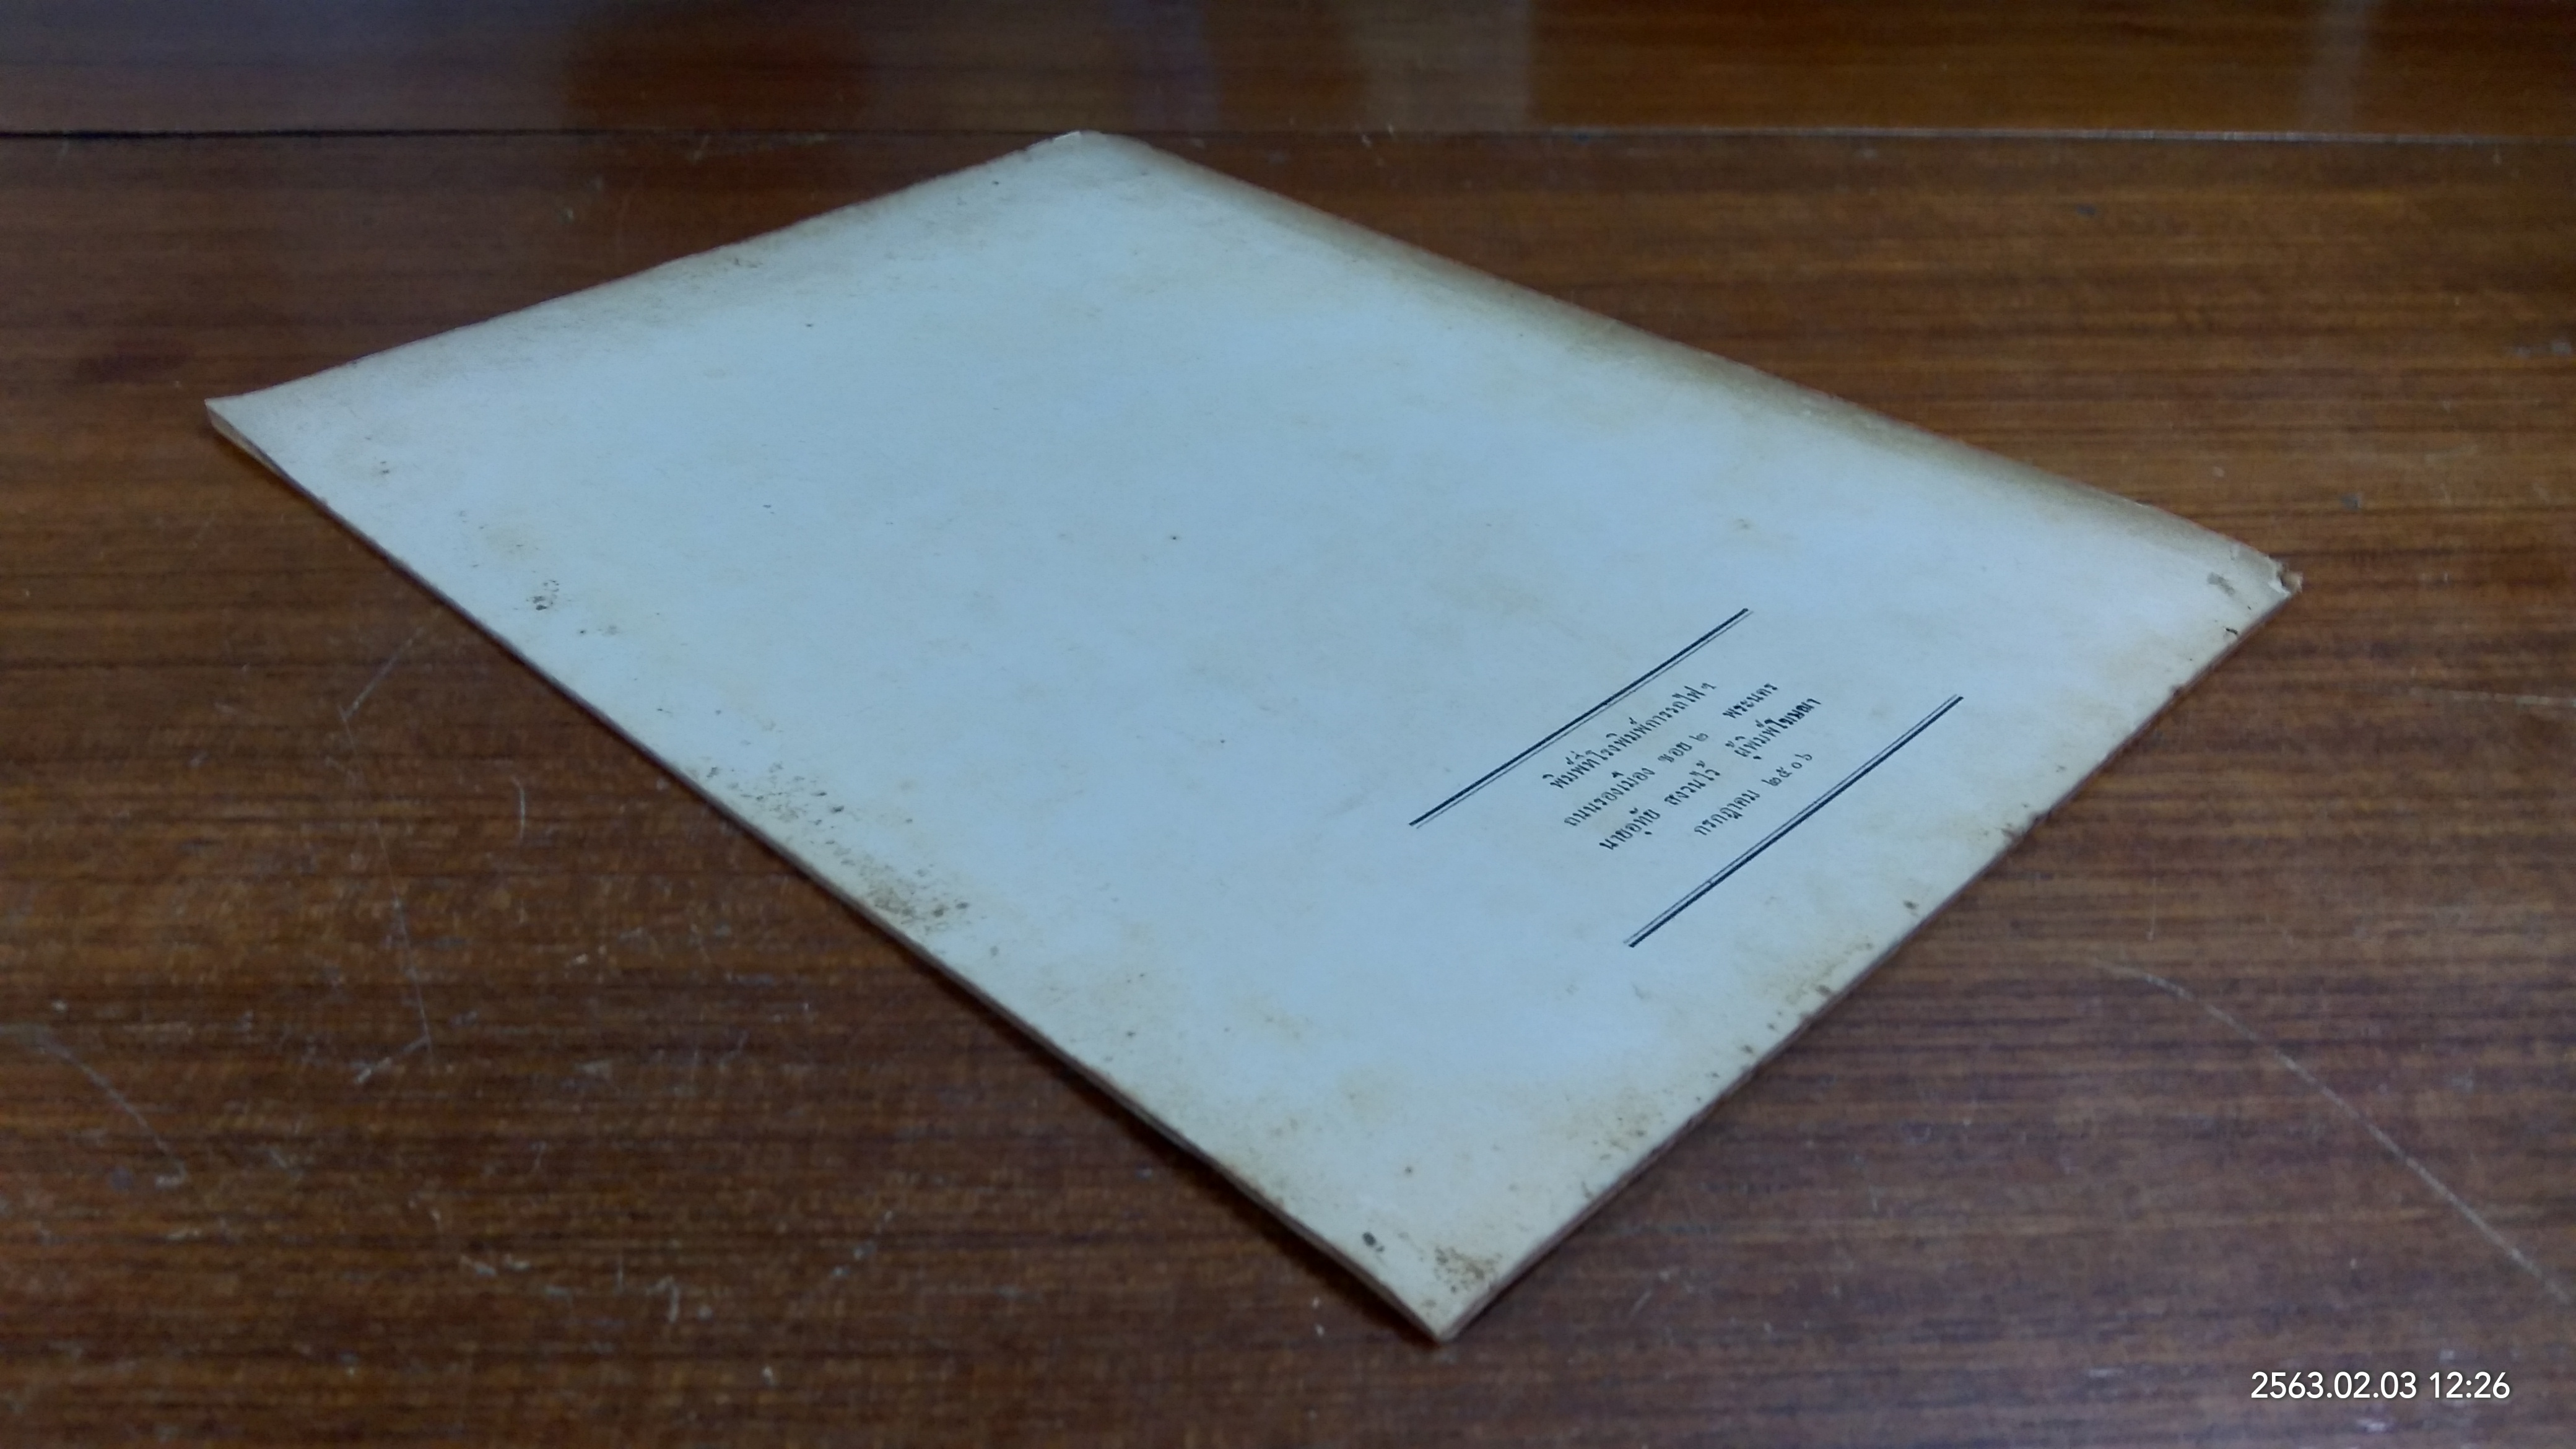 พิมพ์ที่โรงพิมพ์การรถไฟ ฯ
ถนนรองเมือง ซอย ๒ พระนคร
นายอุทัย สงวนไว้ ผู้พิมพ์โฆษณา
กรกฎาคม ๒๕๐๖
2563.02.03 12:26